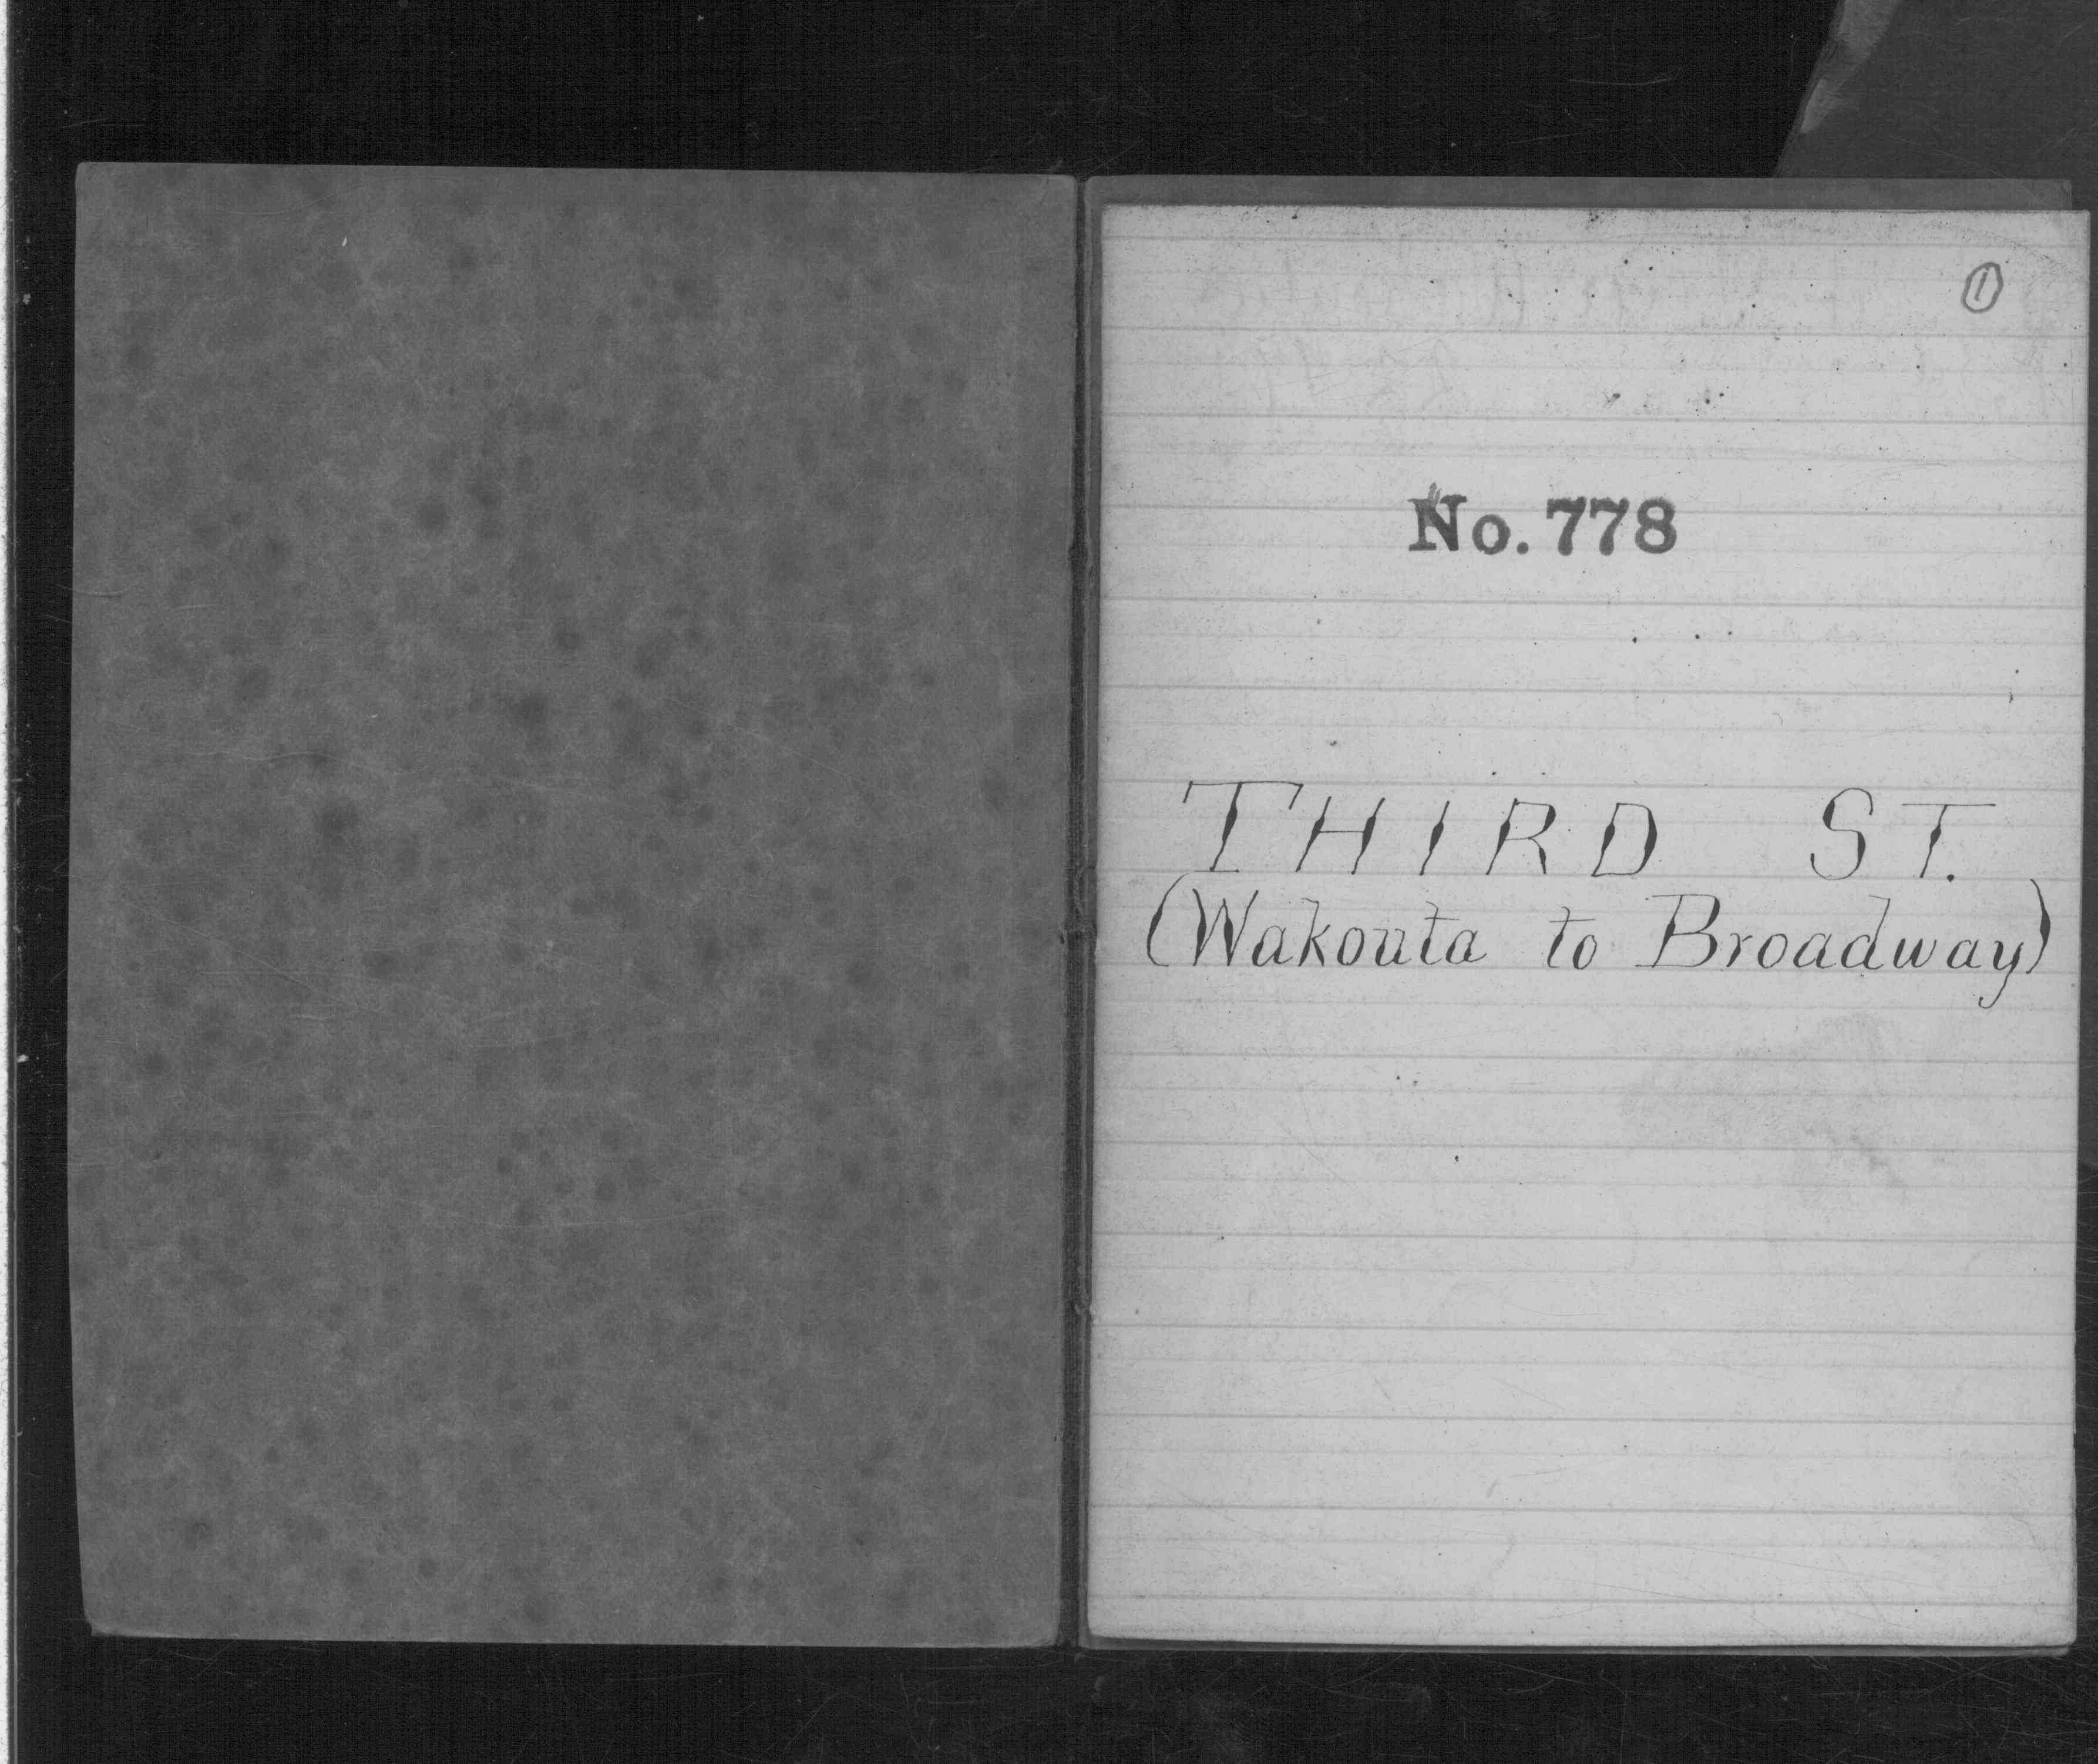 ①
No. 778
THIRD ST.
(Wakouta to Broadway)